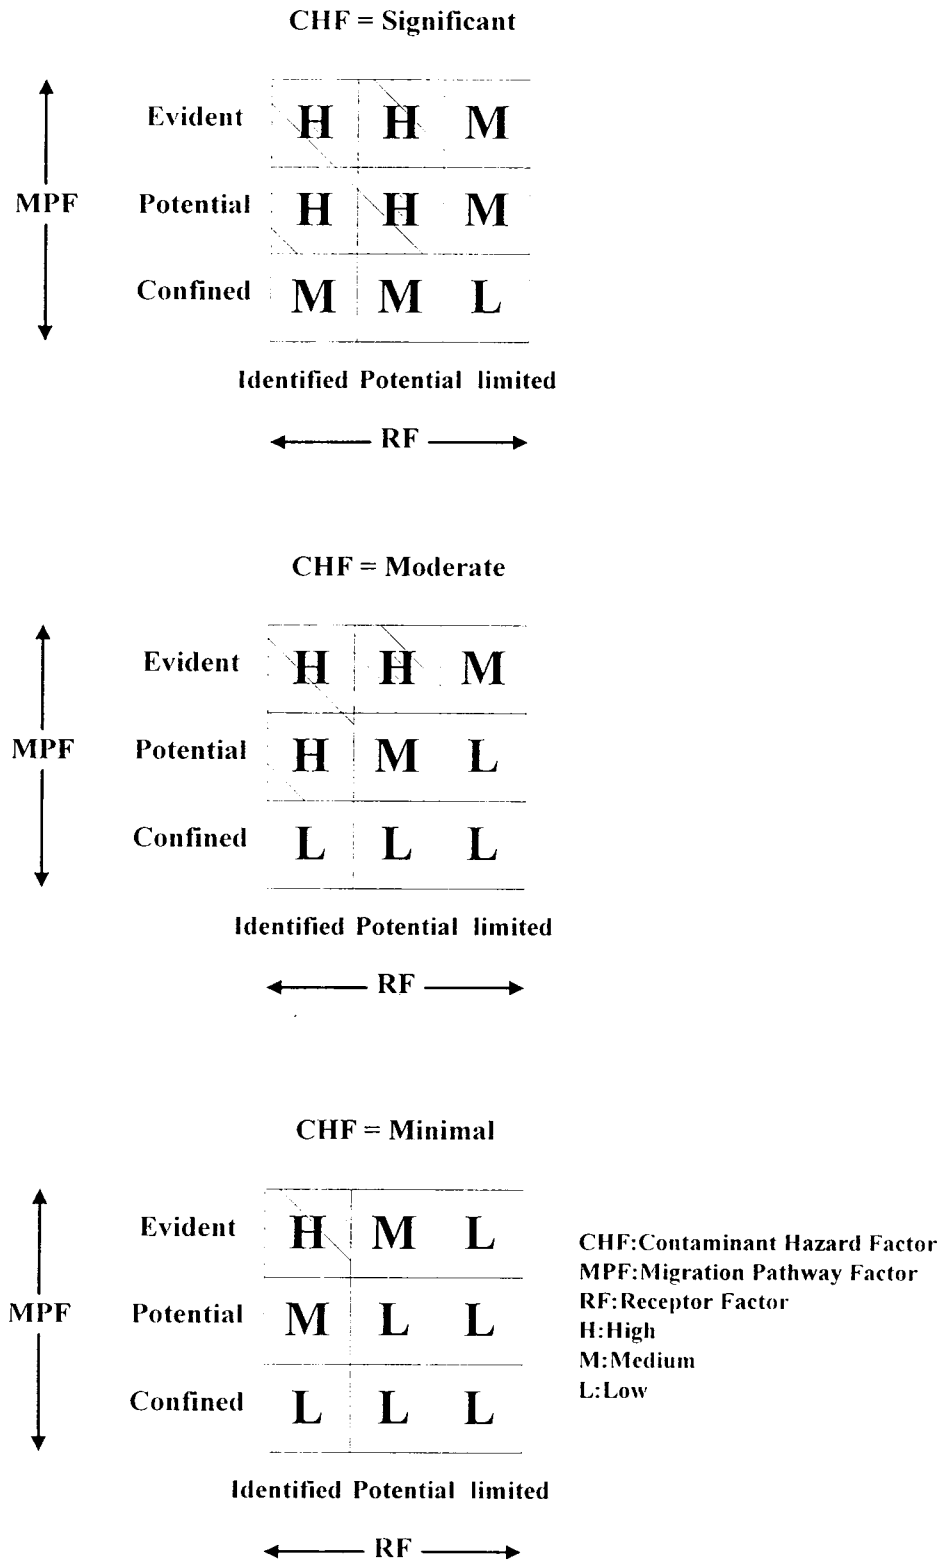 CHF = Significant
Evident H H M
MPF Potential H H M
Confined M M L
Identified Potential limited
RF
CHF = Moderate
Evident H H M
MPF Potential H M L
Confined L L L
Identified Potential limited
RF
CHF = Minimal
Evident H M L
MPF Potential M L L
Confined L L L
Identified Potential limited
RF
CHF:Contaminant Hazard Factor
MPF:Migration Pathway Factor
RF:Receptor Factor
H:High
M:Medium
L:Low